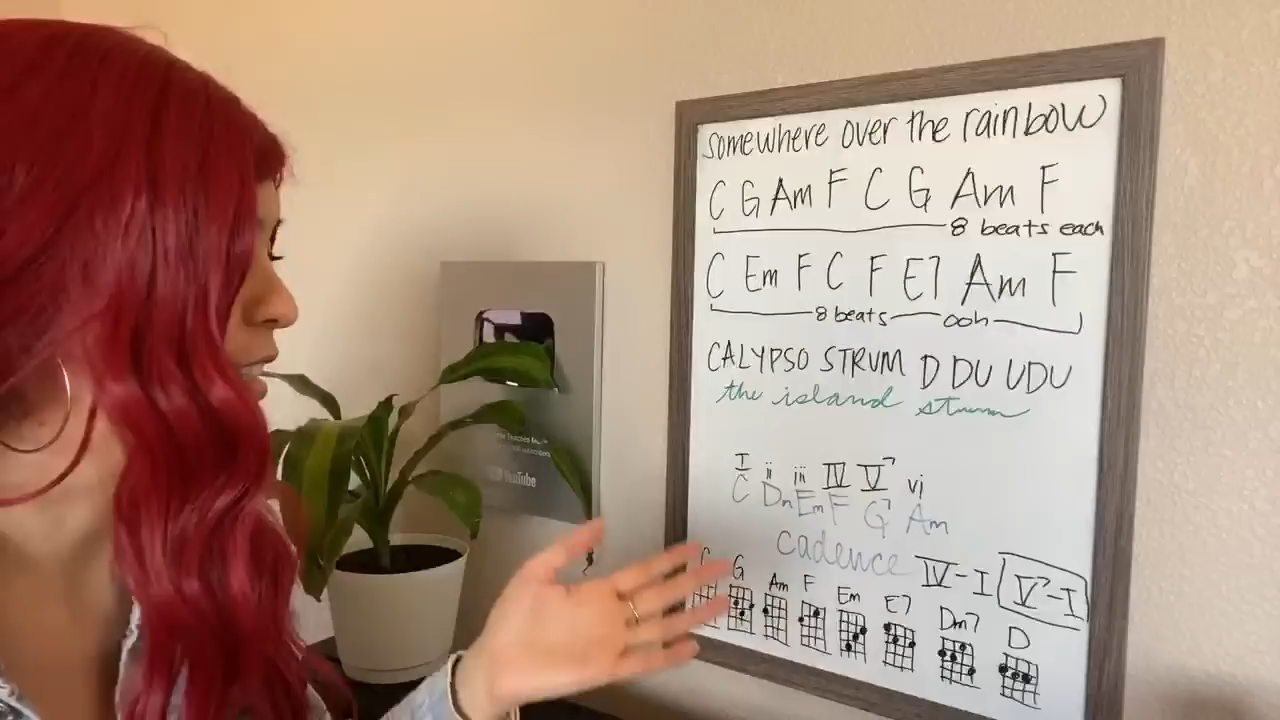 somewhere over the rainbow
C G Am F C G Am F
8 beats each
C Em F C F E7 Am F
8 beats ooh
CALYPSO STRUM D DU UDU
the island strum
I ii iii IV V7 vi
C Dm Em F G7 Am
cadence IV-I V7-I
C G Am F Em E7 Dm7 D
YouTube